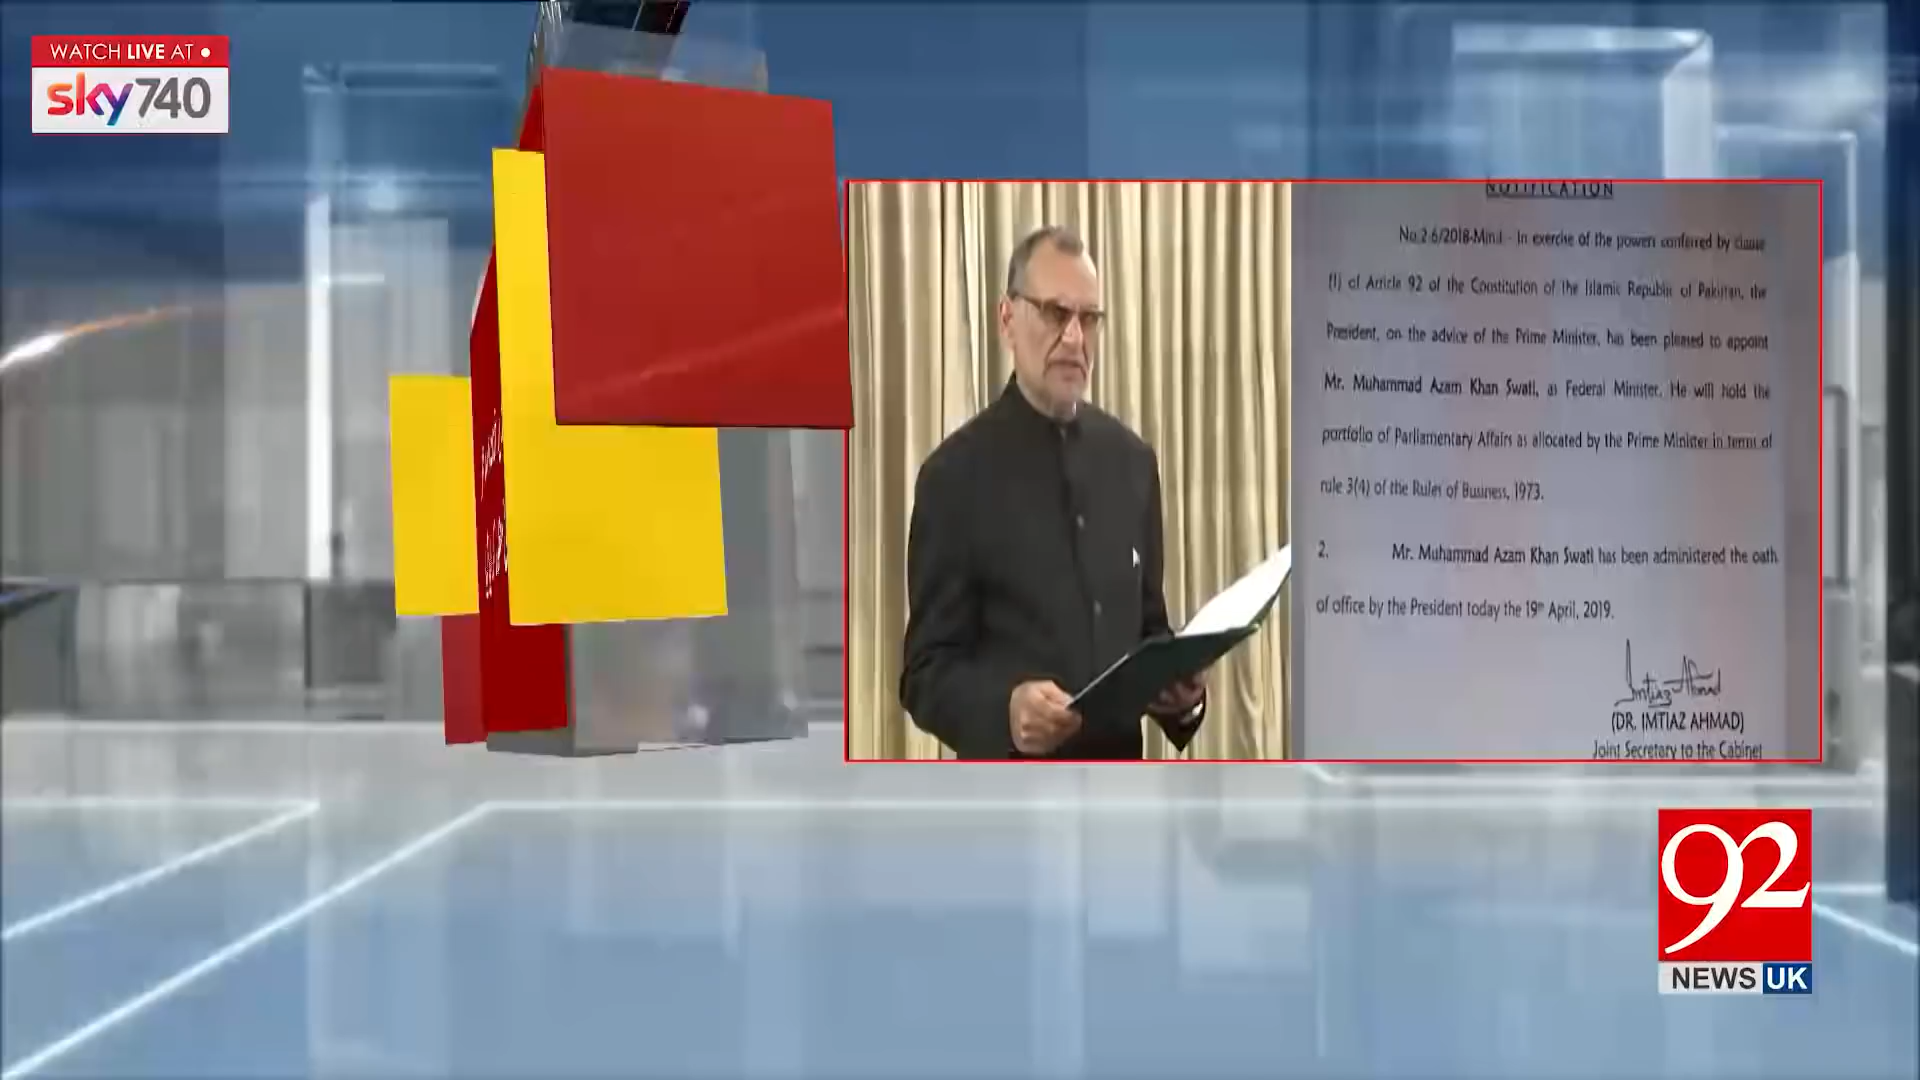 WATCH LIVE AT
sky 740
NOTIFICATION
No.2-6/2018-Min.I - In exercise of the powers conferred by clause
(1) of Article 92 of the Constitution of the Islamic Republic of Pakistan, the
President, on the advice of the Prime Minister, has been pleased to appoint
Mr. Muhammad Azam Khan Swati, as Federal Minister. He will hold the
portfolio of Parliamentary Affairs as allocated by the Prime Minister in terms of
rule 3(4) of the Rules of Business, 1973.
2. Mr. Muhammad Azam Khan Swati has been administered the oath
of office by the President today the 19th April, 2019.
Imtiaz Ahmad
(DR. IMTIAZ AHMAD)
Joint Secretary to the Cabinet
92
NEWS UK